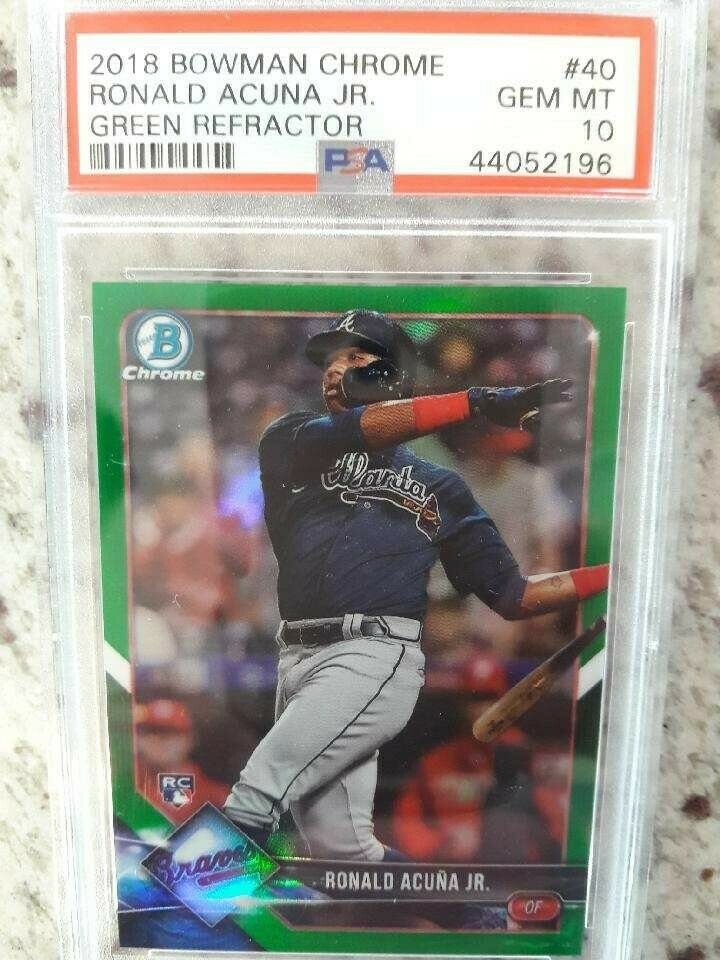 2018 BOWMAN CHROME #40
RONALD ACUNA JR. GEM MT
GREEN REFRACTOR 10
PSA 44052196
B
Chrome
A
Atlanta
RC
Braves
RONALD ACUÑA JR.
OF